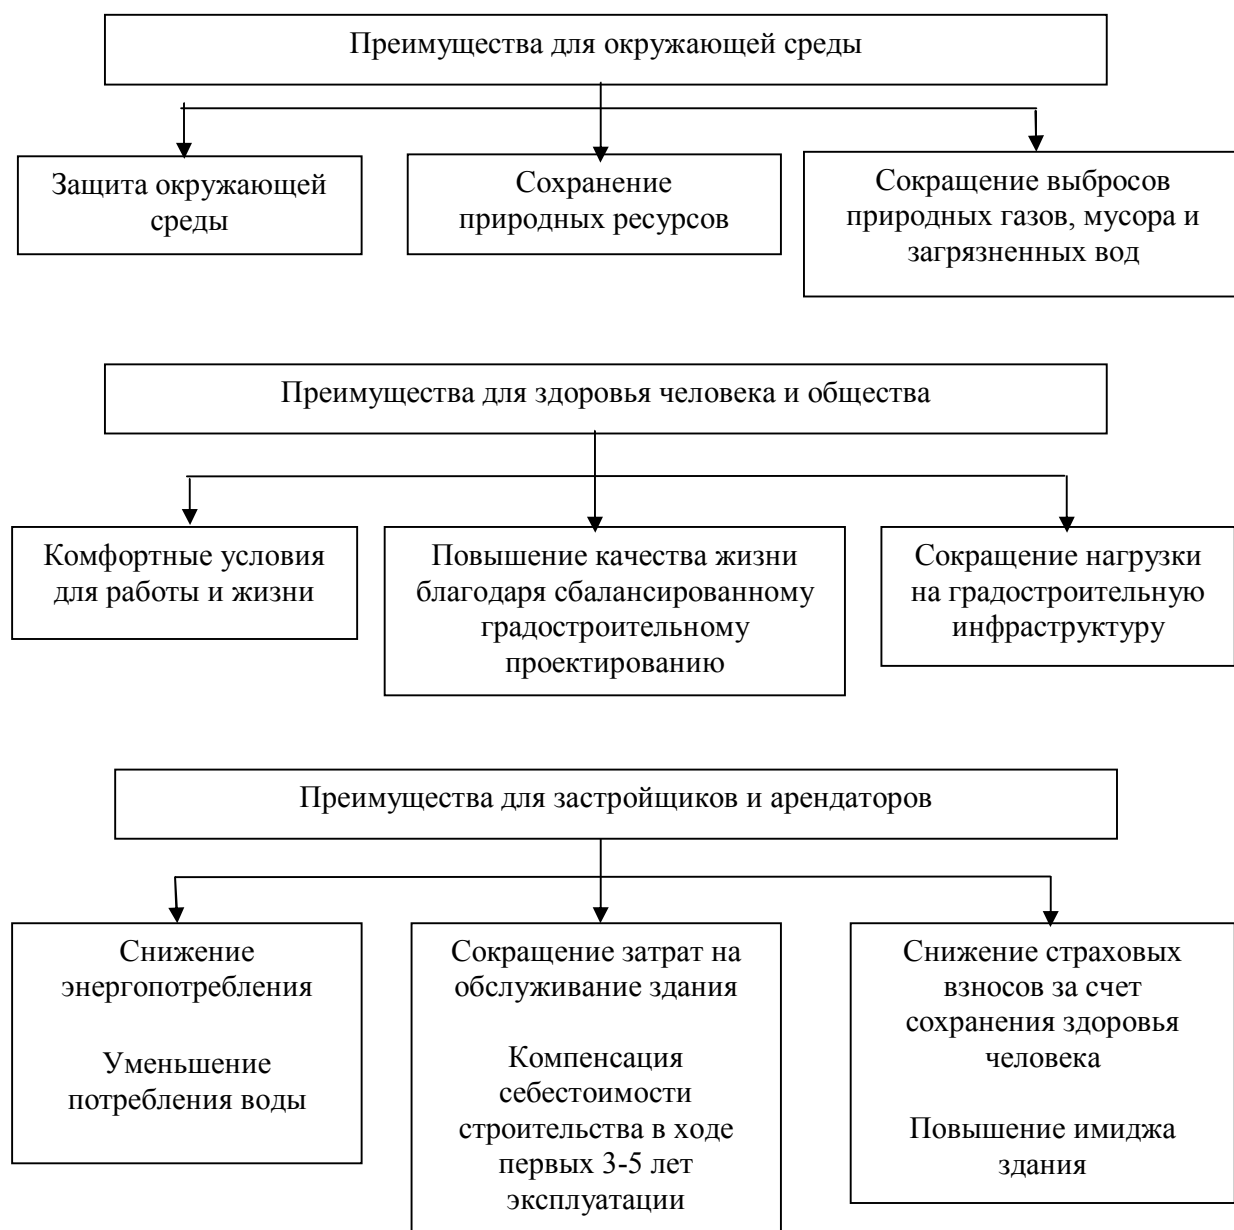 Преимущества для окружающей среды
Защита окружающей
среды
Сохранение
природных ресурсов
Сокращение выбросов
природных газов, мусора и
загрязненных вод
Преимущества для здоровья человека и общества
Комфортные условия
для работы и жизни
Повышение качества жизни
благодаря сбалансированному
градостроительному
проектированию
Сокращение нагрузки
на градостроительную
инфраструктуру
Преимущества для застройщиков и арендаторов
Снижение
энергопотребления
Уменьшение
потребления воды
Сокращение затрат на
обслуживание здания
Компенсация
себестоимости
строительства в ходе
первых 3-5 лет
эксплуатации
Снижение страховых
взносов за счет
сохранения здоровья
человека
Повышение имиджа
здания